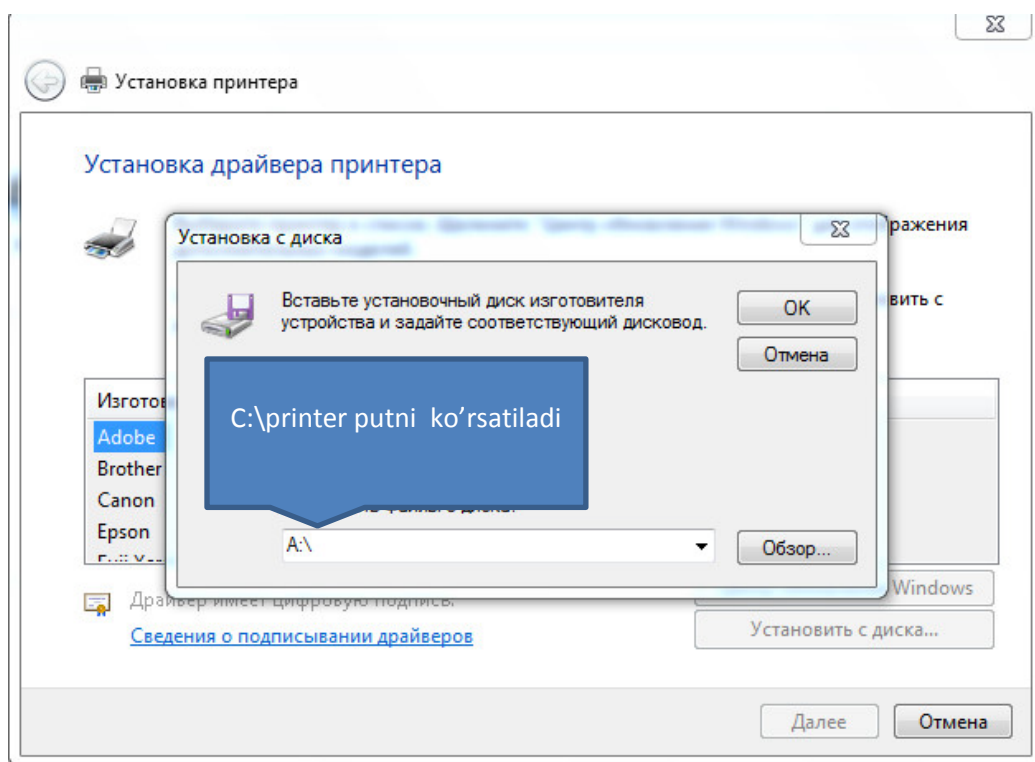 Установка принтера
Установка драйвера принтера
Установка с диска
ражения
Вставьте установочный диск изготовителя
устройства и задайте соответствующий дисковод.
OK
вить с
Отмена
C:\printer putni ko’rsatiladi
Изготов
Adobe
Brother
Canon
Epson
A:\
Обзор...
Windows
Драйвер имеет цифровую подпись.
Сведения о подписывании драйверов
Установить с диска...
Далее
Отмена